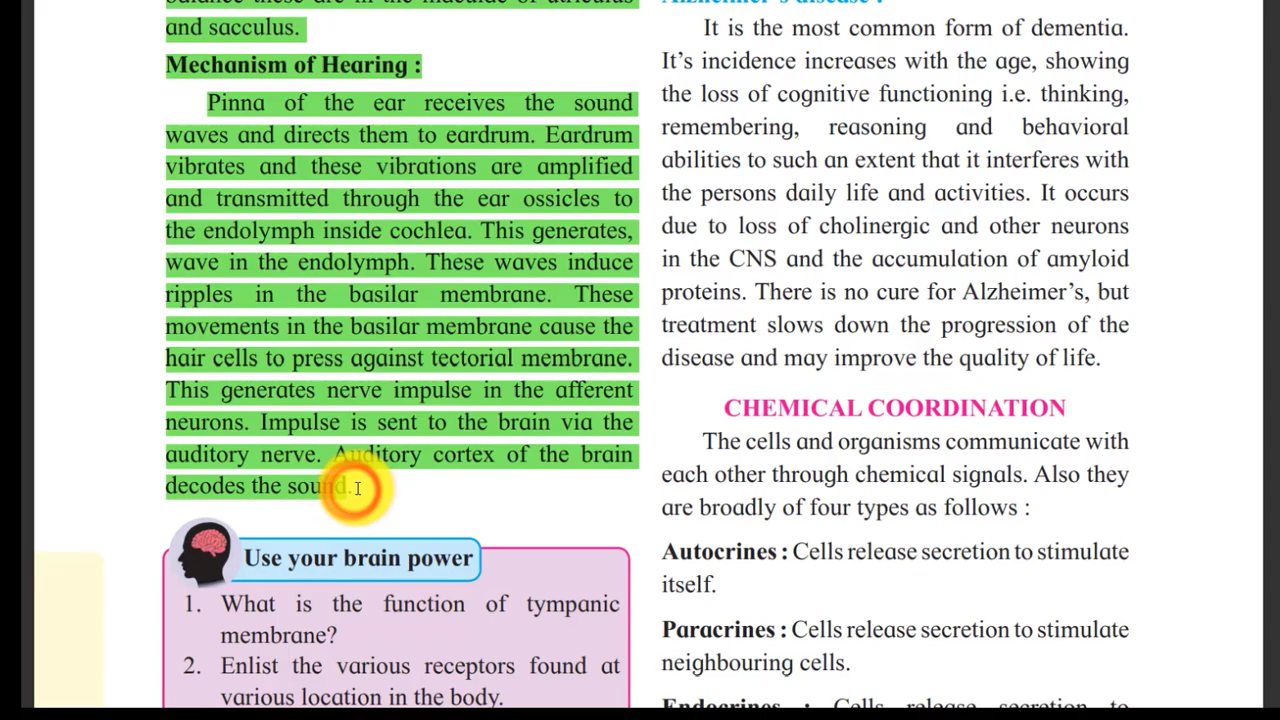 and sacculus.
Mechanism of Hearing :
Pinna of the ear receives the sound
waves and directs them to eardrum. Eardrum
vibrates and these vibrations are amplified
and transmitted through the ear ossicles to
the endolymph inside cochlea. This generates,
wave in the endolymph. These waves induce
ripples in the basilar membrane. These
movements in the basilar membrane cause the
hair cells to press against tectorial membrane.
This generates nerve impulse in the afferent
neurons. Impulse is sent to the brain via the
auditory nerve. Auditory cortex of the brain
decodes the sound.
Use your brain power
1. What is the function of tympanic
membrane?
2. Enlist the various receptors found at
various location in the body.
It is the most common form of dementia.
It's incidence increases with the age, showing
the loss of cognitive functioning i.e. thinking,
remembering, reasoning and behavioral
abilities to such an extent that it interferes with
the persons daily life and activities. It occurs
due to loss of cholinergic and other neurons
in the CNS and the accumulation of amyloid
proteins. There is no cure for Alzheimer's, but
treatment slows down the progression of the
disease and may improve the quality of life.
CHEMICAL COORDINATION
The cells and organisms communicate with
each other through chemical signals. Also they
are broadly of four types as follows :
Autocrines : Cells release secretion to stimulate
itself.
Paracrines : Cells release secretion to stimulate
neighbouring cells.
Endocrines : Cells release secretion to